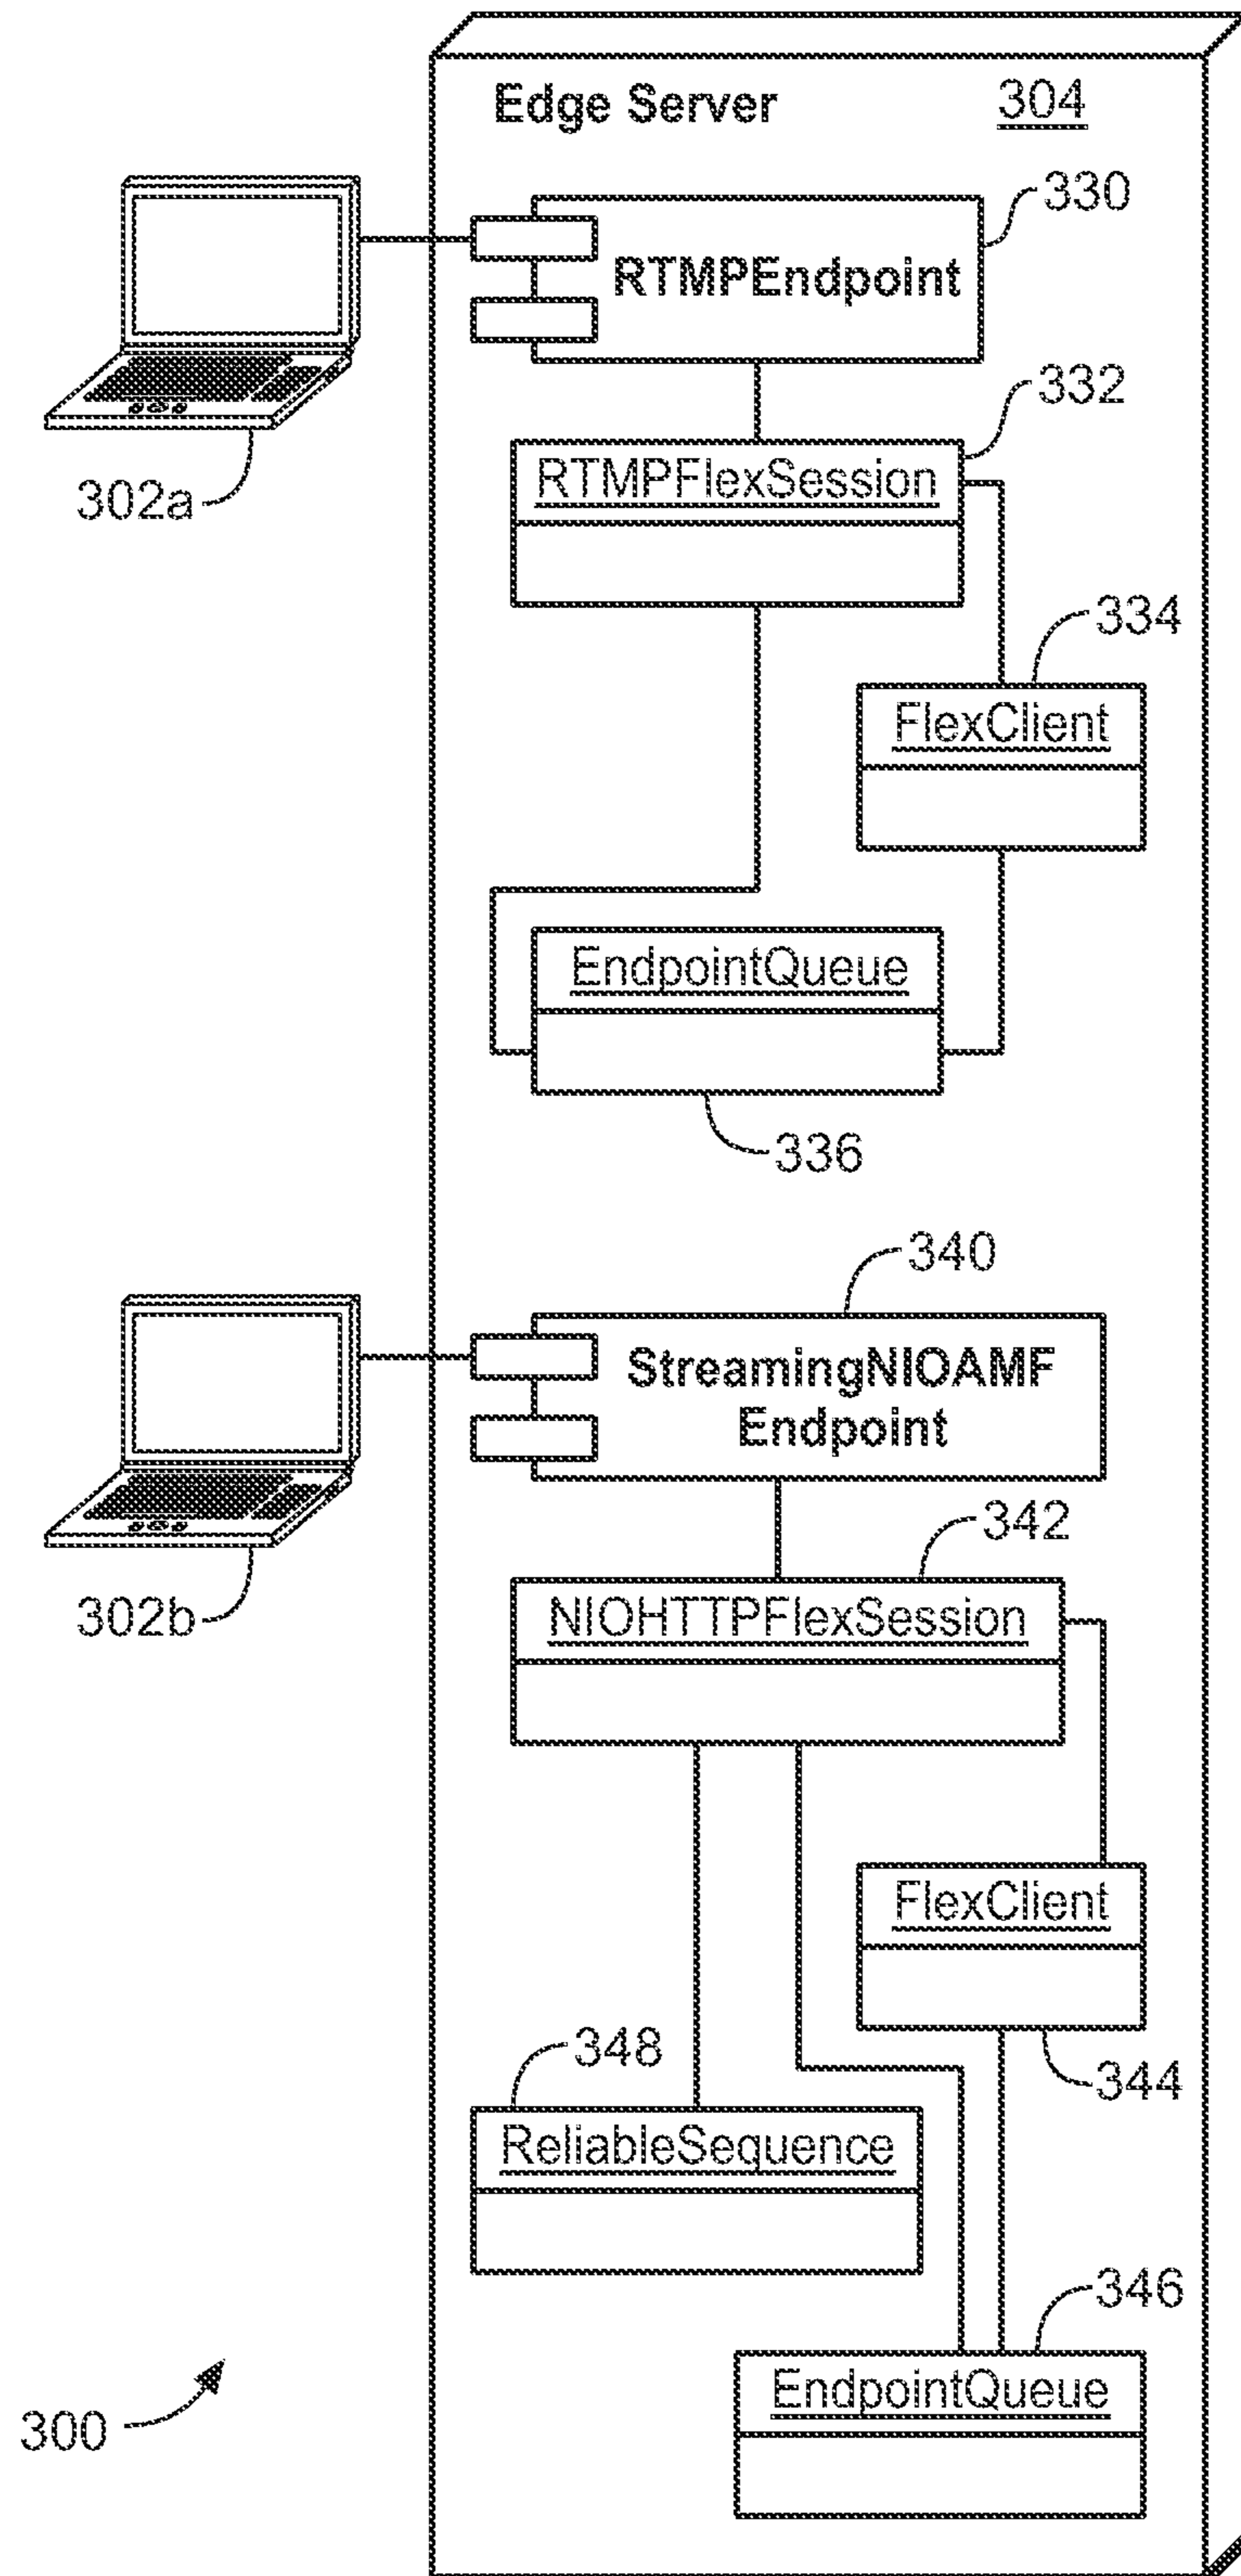 Edge Server 304
330
RTMPEndpoint
332
RTMPFlexSession
302a
334
FlexClient
EndpointQueue
336
340
StreamingNIOAMF
Endpoint
342
NIOHTTPFlexSession
302b
FlexClient
348
344
ReliableSequence
346
EndpointQueue
300